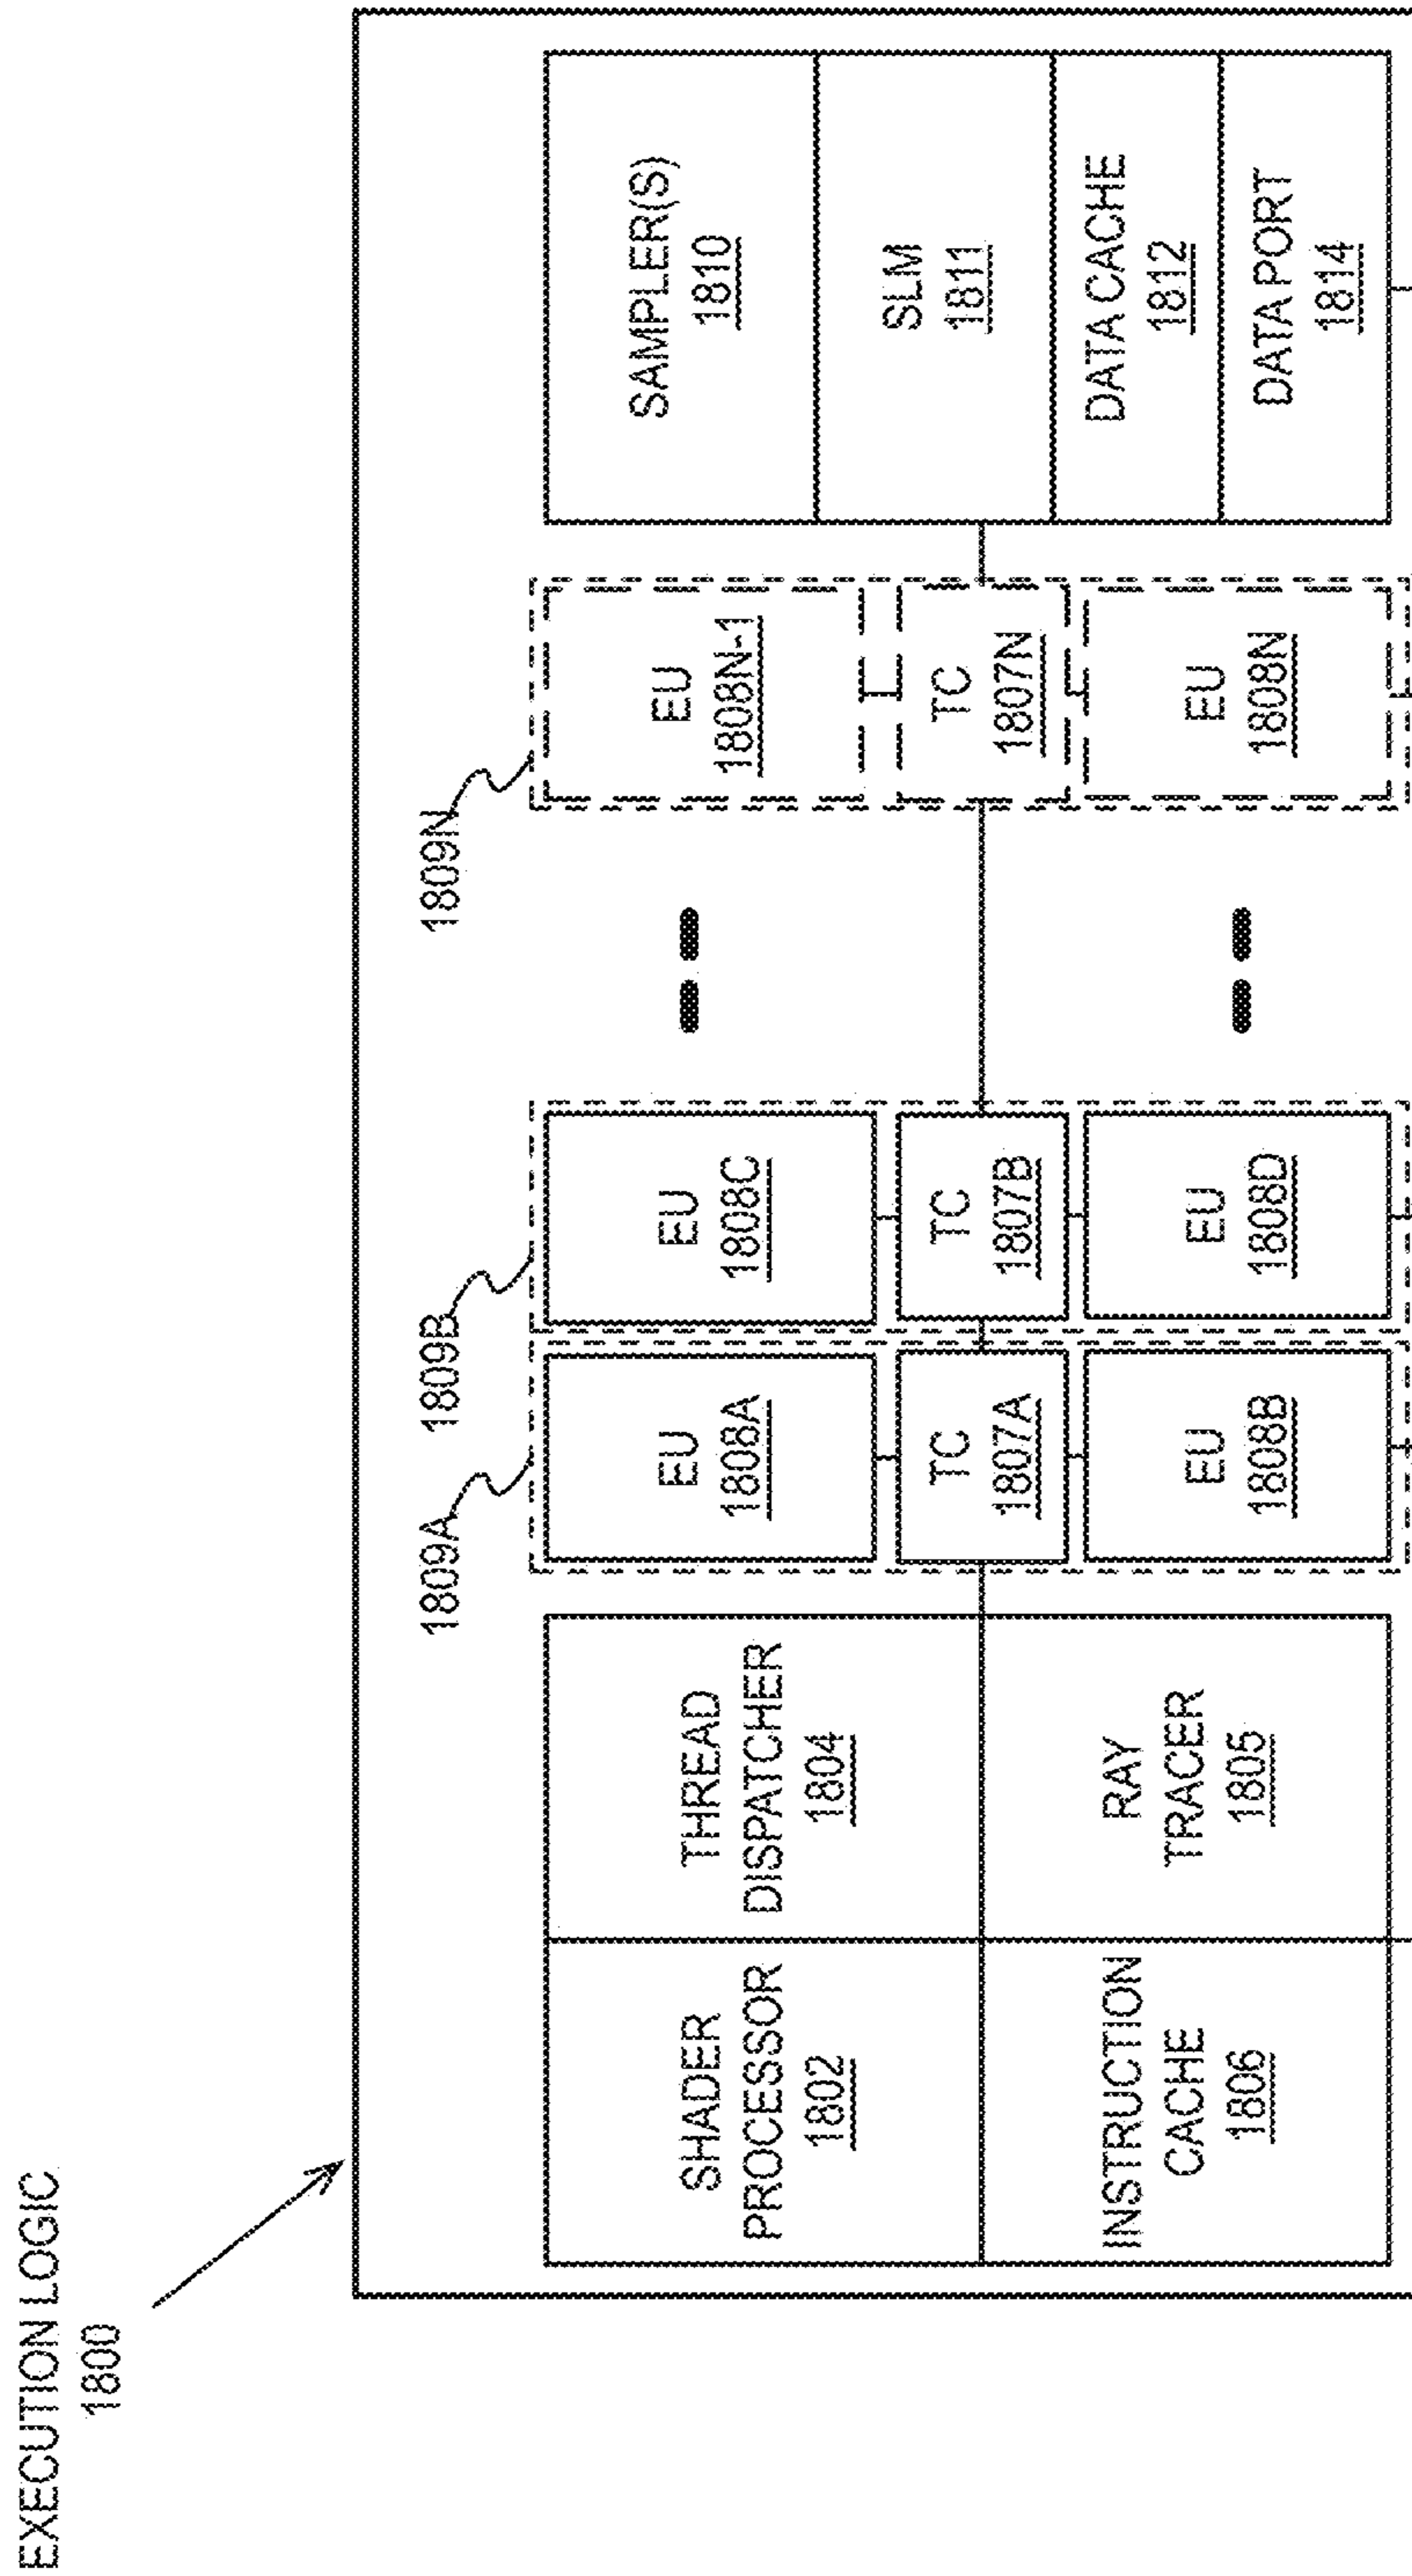 EXECUTION LOGIC
1800
1809A
1809B
1809N
SHADER
PROCESSOR
1802
THREAD
DISPATCHER
1804
EU
1808A
EU
1808C
EU
1808N-1
SAMPLER(S)
1810
TC
1807A
TC
1807B
TC
1807N
SLM
1811
INSTRUCTION
CACHE
1806
RAY
TRACER
1805
EU
1808B
EU
1808D
EU
1808N
DATA CACHE
1812
DATA PORT
1814